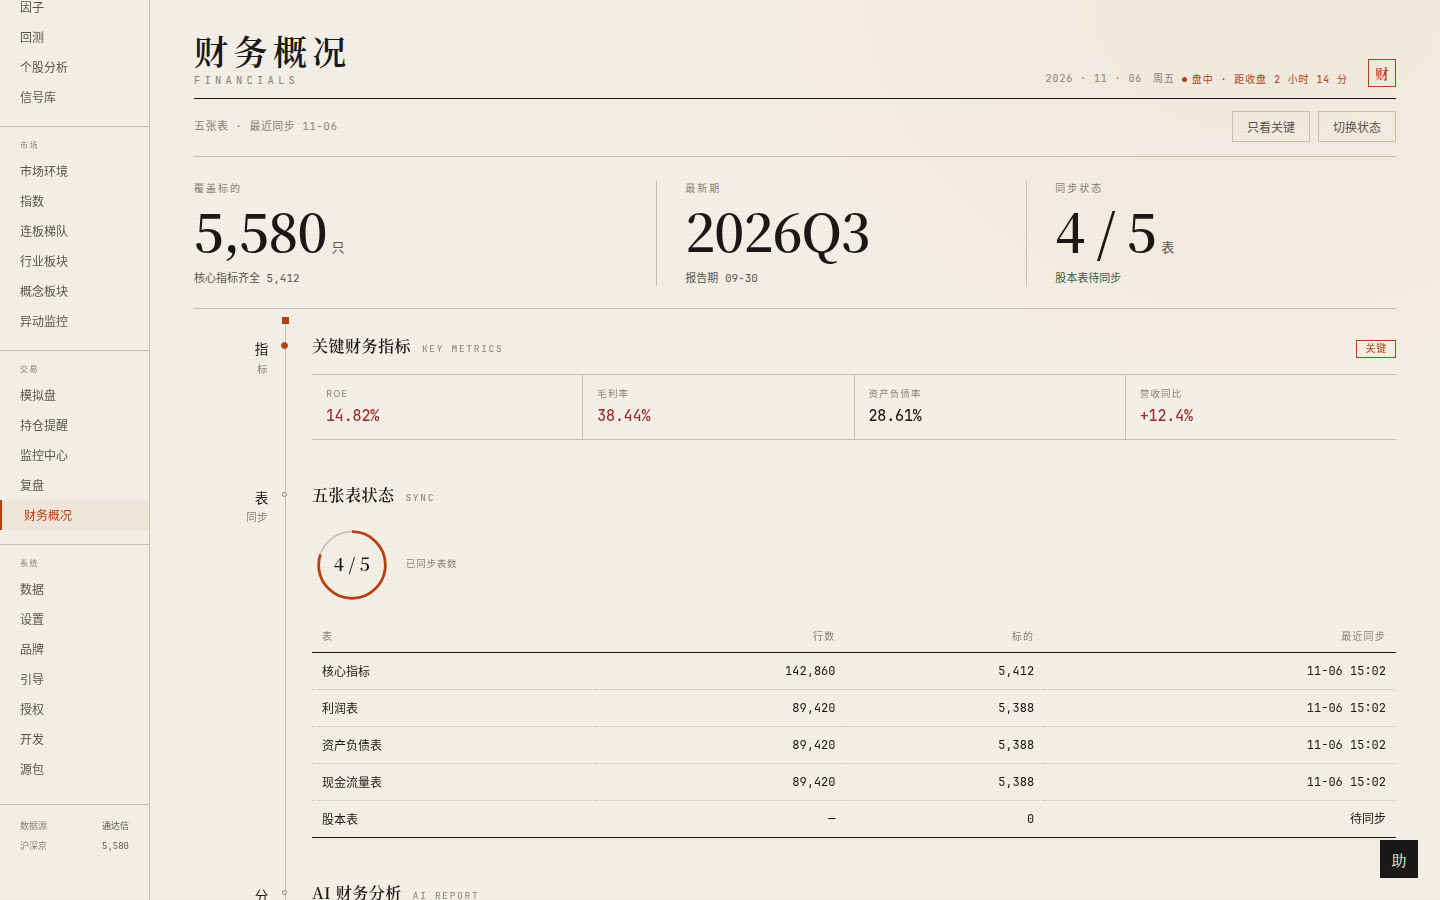 因子
回测
个股分析
信号库
市场
市场环境
指数
连板梯队
行业板块
概念板块
异动监控
交易
模拟盘
持仓提醒
监控中心
复盘
财务概况
系统
数据
设置
品牌
引导
授权
开发
源包
数据源 通达信
沪深京 5,580
财务概况
FINANCIALS
2026 · 11 · 06 周五 盘中 · 距收盘 2 小时 14 分
财
五张表 · 最近同步 11-06
只看关键 切换状态
覆盖标的
5,580 只
核心指标齐全 5,412
最新期
2026Q3
报告期 09-30
同步状态
4 / 5 表
股本表待同步
指
标
关键财务指标 KEY METRICS
关键
ROE
14.82%
毛利率
38.44%
资产负债率
28.61%
营收同比
+12.4%
表
同步
五张表状态 SYNC
4 / 5
已同步表数
表 行数 标的 最近同步
核心指标 142,860 5,412 11-06 15:02
利润表 89,420 5,388 11-06 15:02
资产负债表 89,420 5,388 11-06 15:02
现金流量表 89,420 5,388 11-06 15:02
股本表 — 0 待同步
助
分
AI 财务分析 AI REPORT